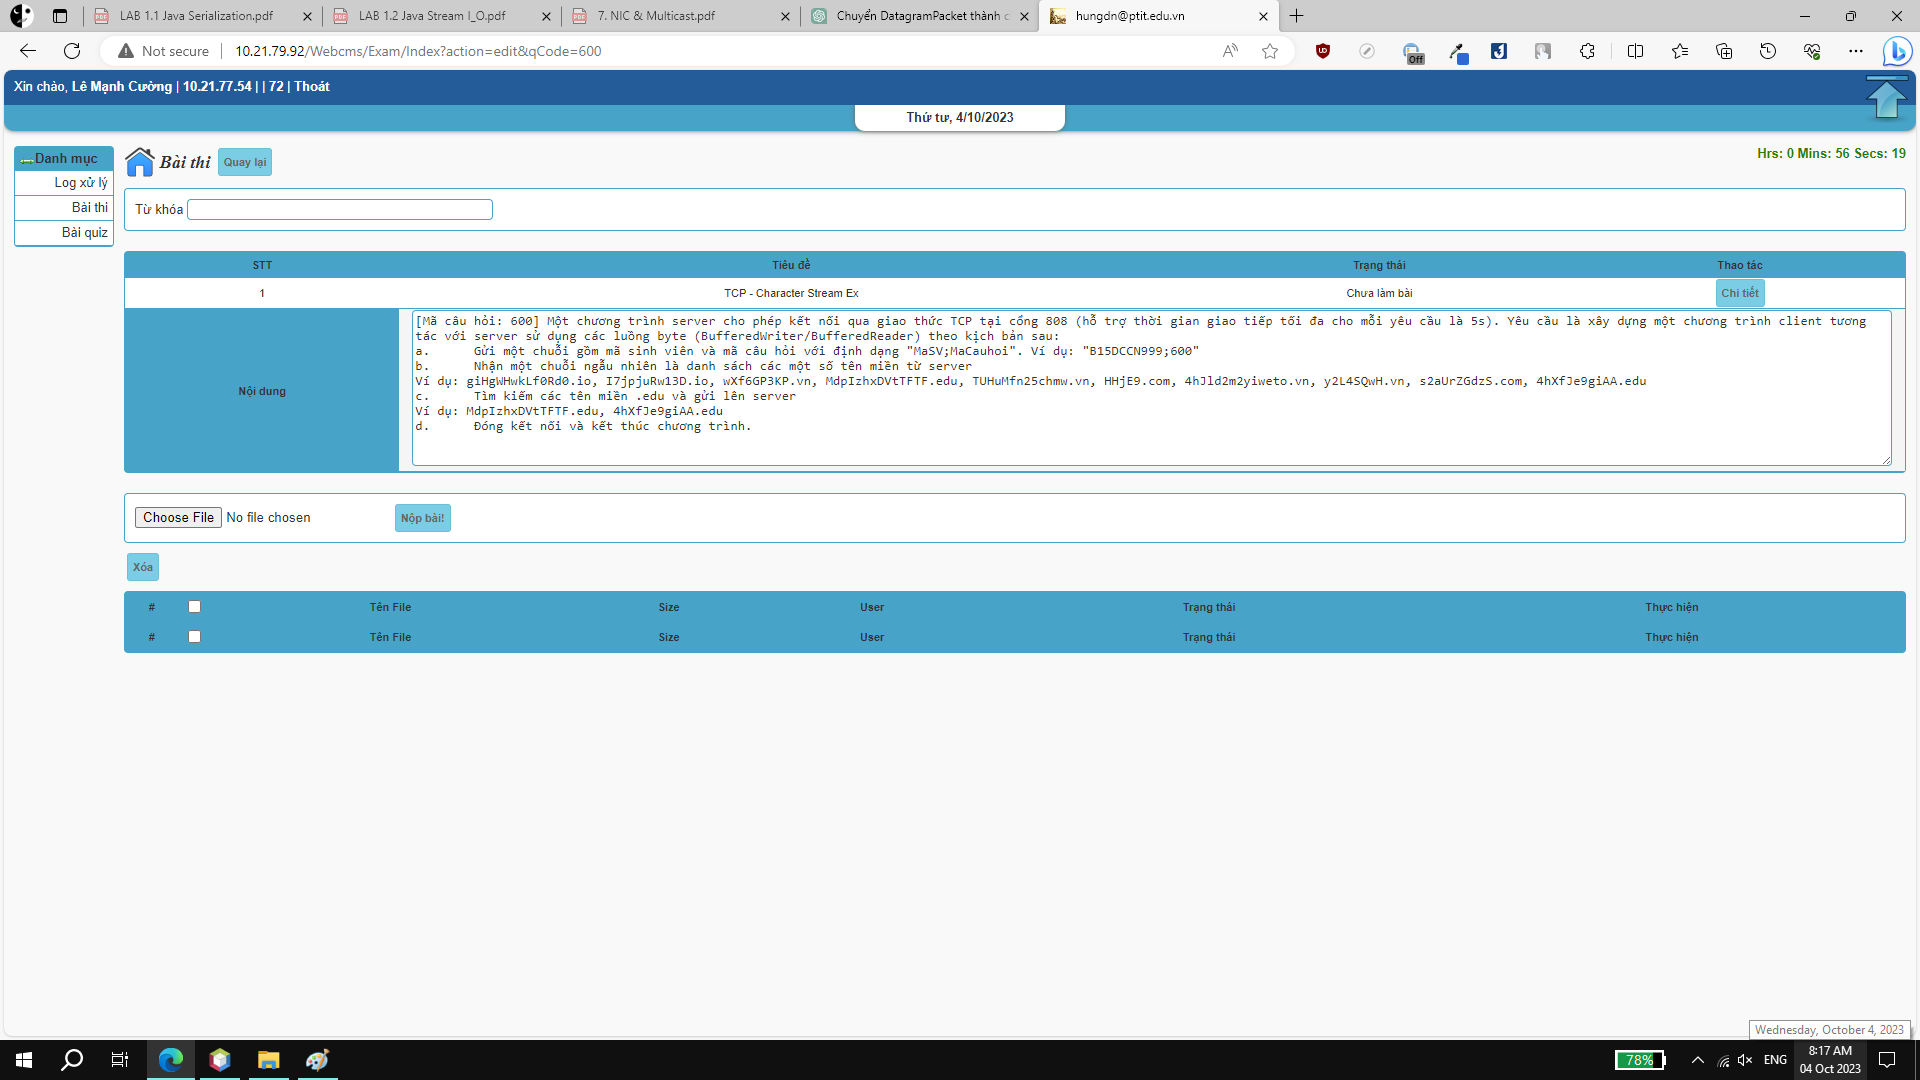 LAB 1.1 Java Serialization.pdf
LAB 1.2 Java Stream I_O.pdf
7. NIC & Multicast.pdf
Chuyển DatagramPacket thành c
hungdn@ptit.edu.vn
Not secure
10.21.79.92/Webcms/Exam/Index?action=edit&qCode=600
Off
Xin chào, Lê Mạnh Cường | 10.21.77.54 | | 72 | Thoát
Thứ tư, 4/10/2023
Danh mục
Log xử lý
Bài thi
Bài quiz
Bài thi
Quay lại
Hrs: 0 Mins: 56 Secs: 19
Từ khóa
STT Tiêu đề Trạng thái Thao tác
1 TCP - Character Stream Ex Chưa làm bài Chi tiết
Nội dung
[Mã câu hỏi: 600] Một chương trình server cho phép kết nối qua giao thức TCP tại cổng 808 (hỗ trợ thời gian giao tiếp tối đa cho mỗi yêu cầu là 5s). Yêu cầu là xây dựng một chương trình client tương
tác với server sử dụng các luồng byte (BufferedWriter/BufferedReader) theo kịch bản sau:
a. Gửi một chuỗi gồm mã sinh viên và mã câu hỏi với định dạng "MaSV;MaCauhoi". Ví dụ: "B15DCCN999;600"
b. Nhận một chuỗi ngẫu nhiên là danh sách các một số tên miền từ server
Ví dụ: giHgWHwkLf0Rd0.io, I7jpjuRw13D.io, wXf6GP3KP.vn, MdpIzhxDVtTFTF.edu, TUHuMfn25chmw.vn, HHjE9.com, 4hJld2m2yiweto.vn, y2L4SQwH.vn, s2aUrZGdzS.com, 4hXfJe9giAA.edu
c. Tìm kiếm các tên miền .edu và gửi lên server
Ví dụ: MdpIzhxDVtTFTF.edu, 4hXfJe9giAA.edu
d. Đóng kết nối và kết thúc chương trình.
Choose File No file chosen
Nộp bài!
Xóa
# Tên File Size User Trạng thái Thực hiện
# Tên File Size User Trạng thái Thực hiện
Wednesday, October 4, 2023
78%
ENG
8:17 AM
04 Oct 2023